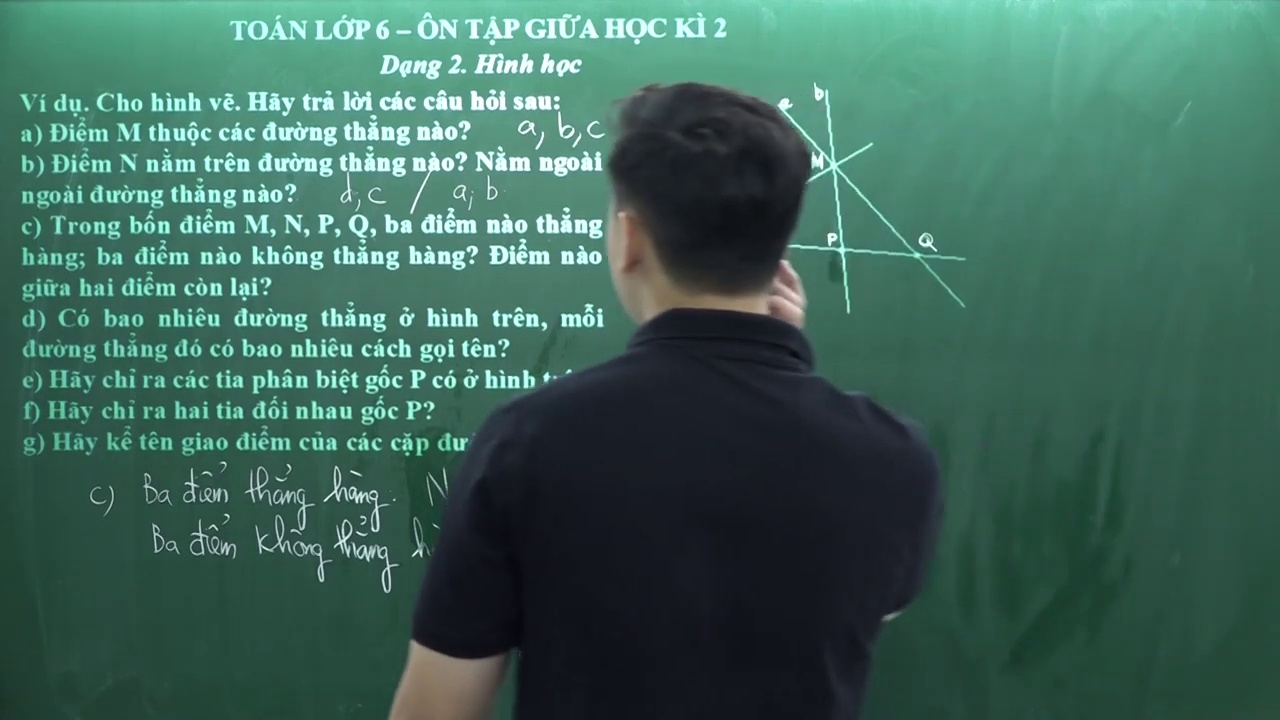 TOÁN LỚP 6 – ÔN TẬP GIỮA HỌC KÌ 2
Dạng 2. Hình học
Ví dụ. Cho hình vẽ. Hãy trả lời các câu hỏi sau:
a) Điểm M thuộc các đường thẳng nào? a, b, c
b) Điểm N nằm trên đường thẳng nào? Nằm ngoài
ngoài đường thẳng nào? d, c / a, b
c) Trong bốn điểm M, N, P, Q, ba điểm nào thẳng
hàng; ba điểm nào không thẳng hàng? Điểm nào
giữa hai điểm còn lại?
d) Có bao nhiêu đường thẳng ở hình trên, mỗi
đường thẳng đó có bao nhiêu cách gọi tên?
e) Hãy chỉ ra các tia phân biệt gốc P có ở hình
f) Hãy chỉ ra hai tia đối nhau gốc P?
g) Hãy kể tên giao điểm của các cặp
c) Ba điểm thẳng hàng. N
Ba điểm không thẳng
a
b
M
P
Q